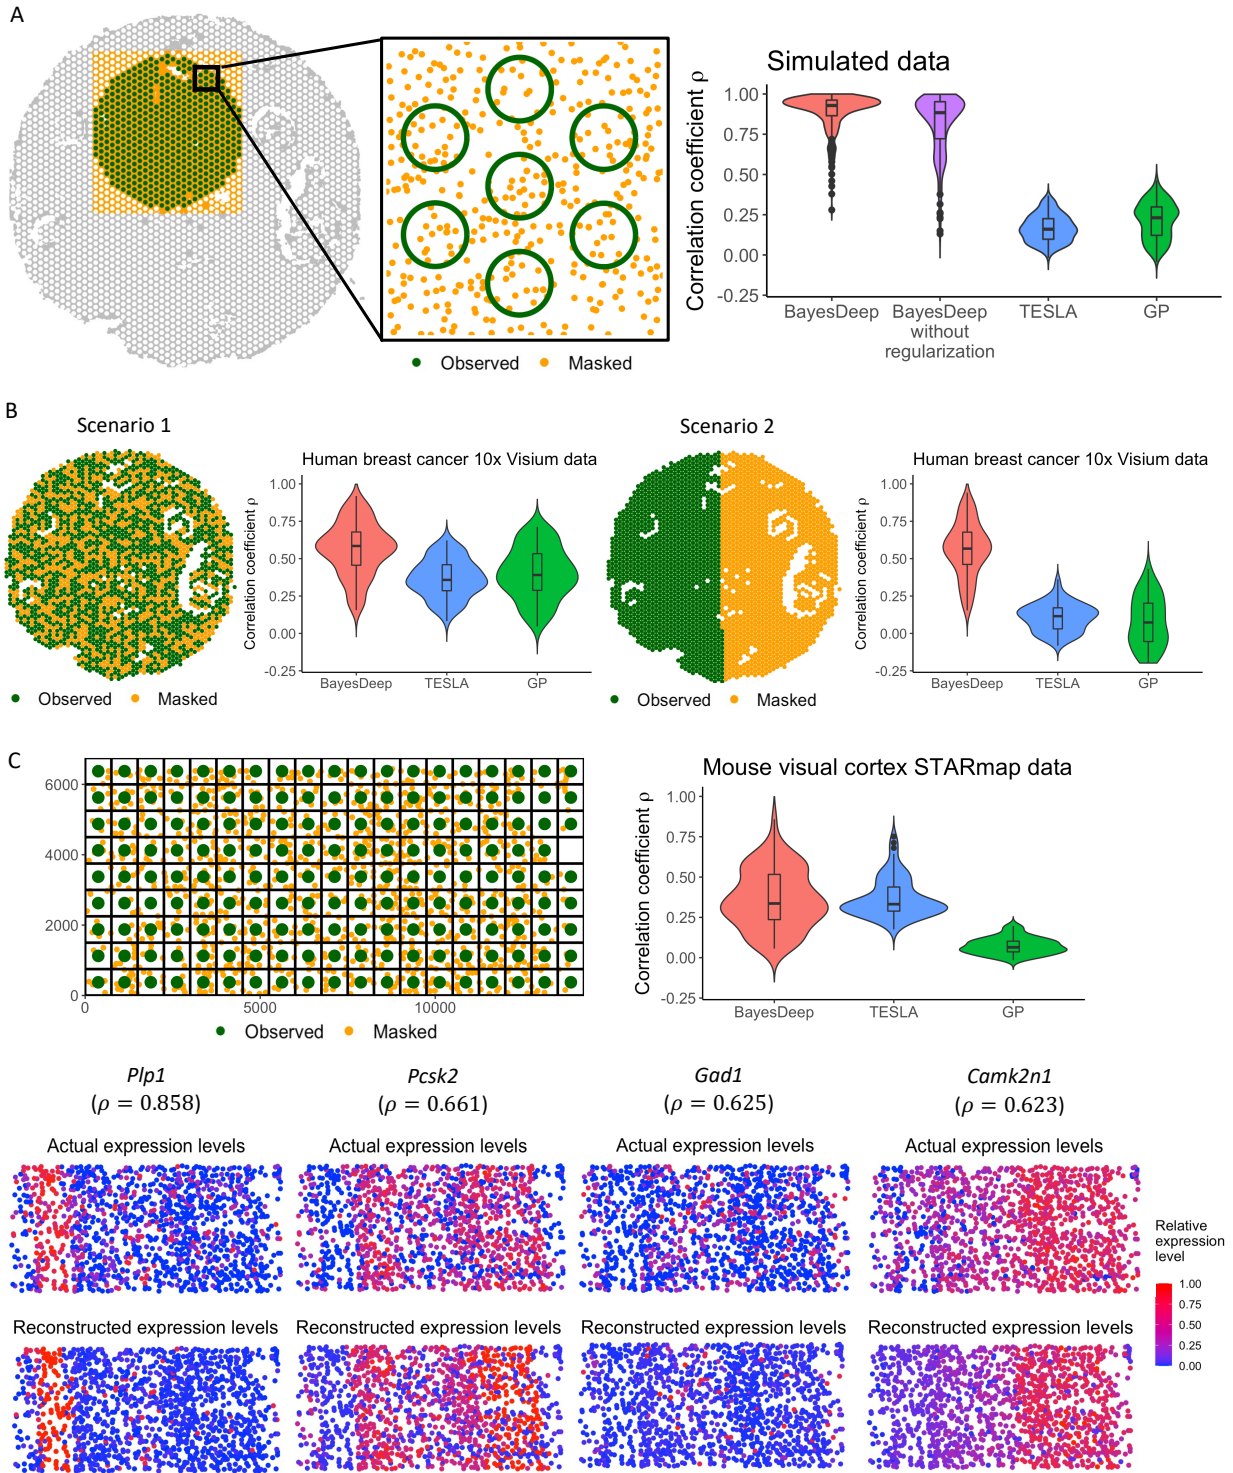 A
Simulated data
Correlation coefficient ρ
1.00
0.75
0.50
0.25
0.00
-0.25
BayesDeep
BayesDeep
without
regularization
TESLA
GP
Observed
Masked
B
Scenario 1
Human breast cancer 10x Visium data
Correlation coefficient ρ
1.00
0.75
0.50
0.25
0.00
-0.25
BayesDeep
TESLA
GP
Observed
Masked
Scenario 2
Human breast cancer 10x Visium data
Correlation coefficient ρ
1.00
0.75
0.50
0.25
0.00
-0.25
BayesDeep
TESLA
GP
Observed
Masked
C
6000
4000
2000
0
0
5000
10000
Observed
Masked
Mouse visual cortex STARmap data
Correlation coefficient ρ
1.00
0.75
0.50
0.25
0.00
-0.25
BayesDeep
TESLA
GP
Plp1
(ρ = 0.858)
Pcsk2
(ρ = 0.661)
Gad1
(ρ = 0.625)
Camk2n1
(ρ = 0.623)
Actual expression levels
Actual expression levels
Actual expression levels
Actual expression levels
Reconstructed expression levels
Reconstructed expression levels
Reconstructed expression levels
Reconstructed expression levels
Relative
expression
level
1.00
0.75
0.50
0.25
0.00